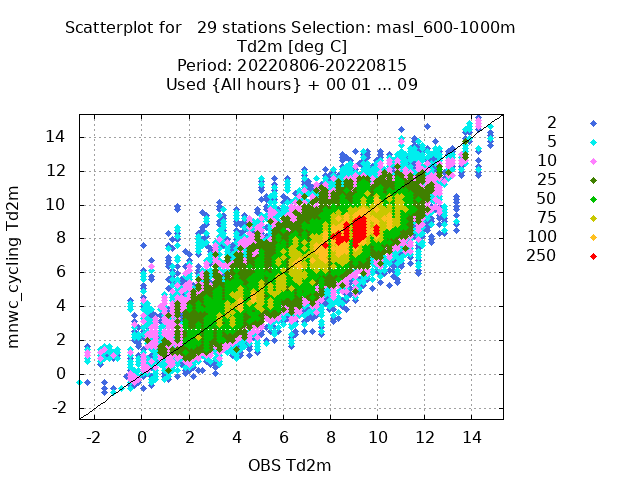 Scatterplot for   29 stations Selection: masl_600-1000m
Td2m [deg C]
Period: 20220806-20220815
Used {All hours} + 00 01 ... 09
14
12
10
8
6
4
2
0
-2
mnwc_cycling Td2m
-2 0 2 4 6 8 10 12 14
OBS Td2m
2
5
10
25
50
75
100
250